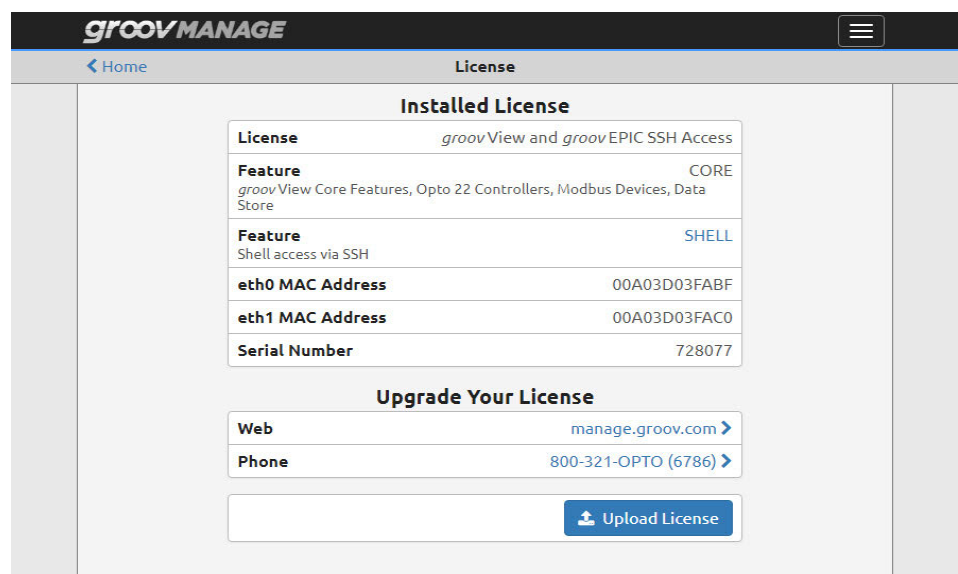 groov MANAGE
Home
License
Installed License
License groov View and groov EPIC SSH Access
Feature CORE
groov View Core Features, Opto 22 Controllers, Modbus Devices, Data
Store
Feature SHELL
Shell access via SSH
eth0 MAC Address 00A03D03FABF
eth1 MAC Address 00A03D03FAC0
Serial Number 728077
Upgrade Your License
Web manage.groov.com
Phone 800-321-OPTO (6786)
Upload License